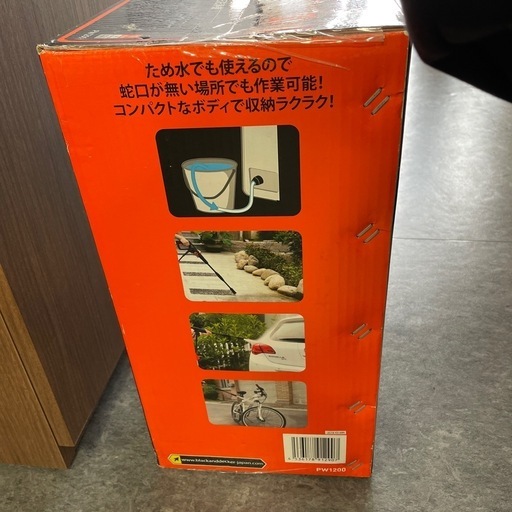 ため水でも使えるので
蛇口が無い場所でも作業可能!
コンパクトなボディで収納ラクラク!
www.blackanddecker-japan.com
PW1200